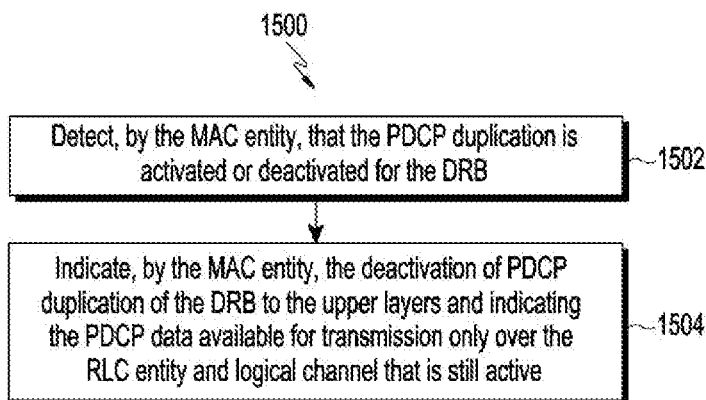 1500
Detect, by the MAC entity, that the PDCP duplication is
activated or deactivated for the DRB
1502
Indicate, by the MAC entity, the deactivation of PDCP
duplication of the DRB to the upper layers and indicating
the PDCP data available for transmission only over the
RLC entity and logical channel that is still active
1504